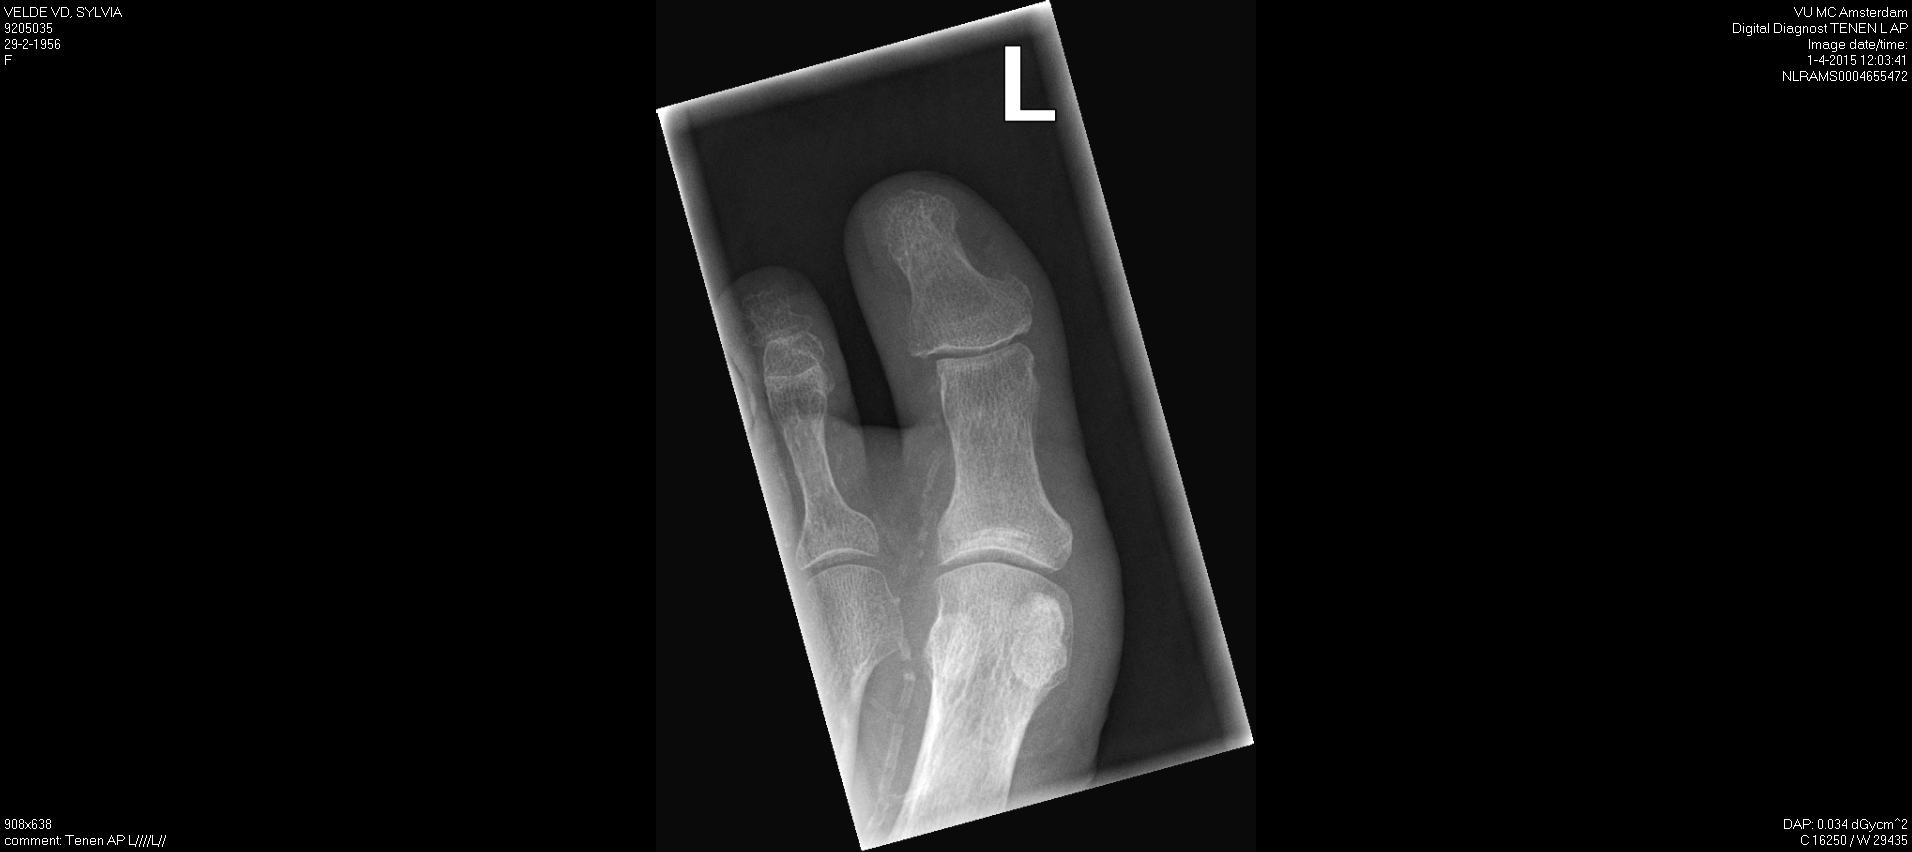 VELDE VD, SYLVIA
9205035
29-2-1956
F
VU MC Amsterdam
Digital Diagnost TENEN L AP
Image date/time:
1-4-2015 12:03:41
NLRAMS0004655472
L
908x638
comment: Tenen AP L////L//
DAP: 0.034 dGycm^2
C 16250 / W 29435